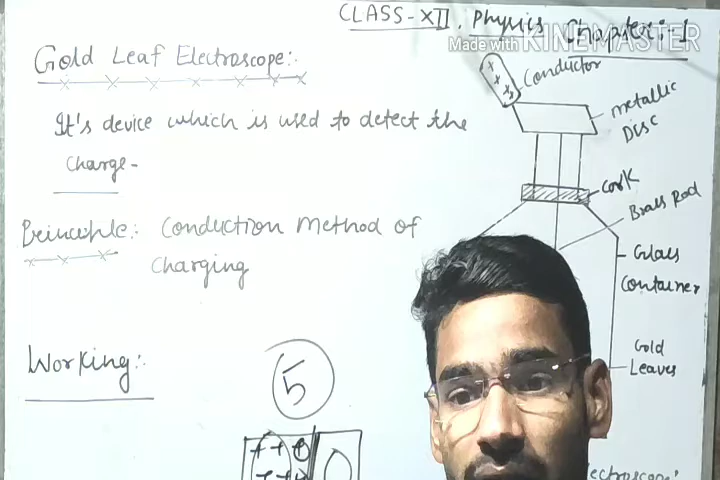 CLASS-XII. Physics Chapter:-1
Made with KINEMASTER
Gold Leaf Electroscope:-
It's device which is used to detect the
Charge-
Principle:- Conduction Method of
Charging
Working:-
5
+ + +
+ + +
Conductor
+ + +
metallic
Disc
Cork
Brass Rod
Glass
Container
Gold
Leaves